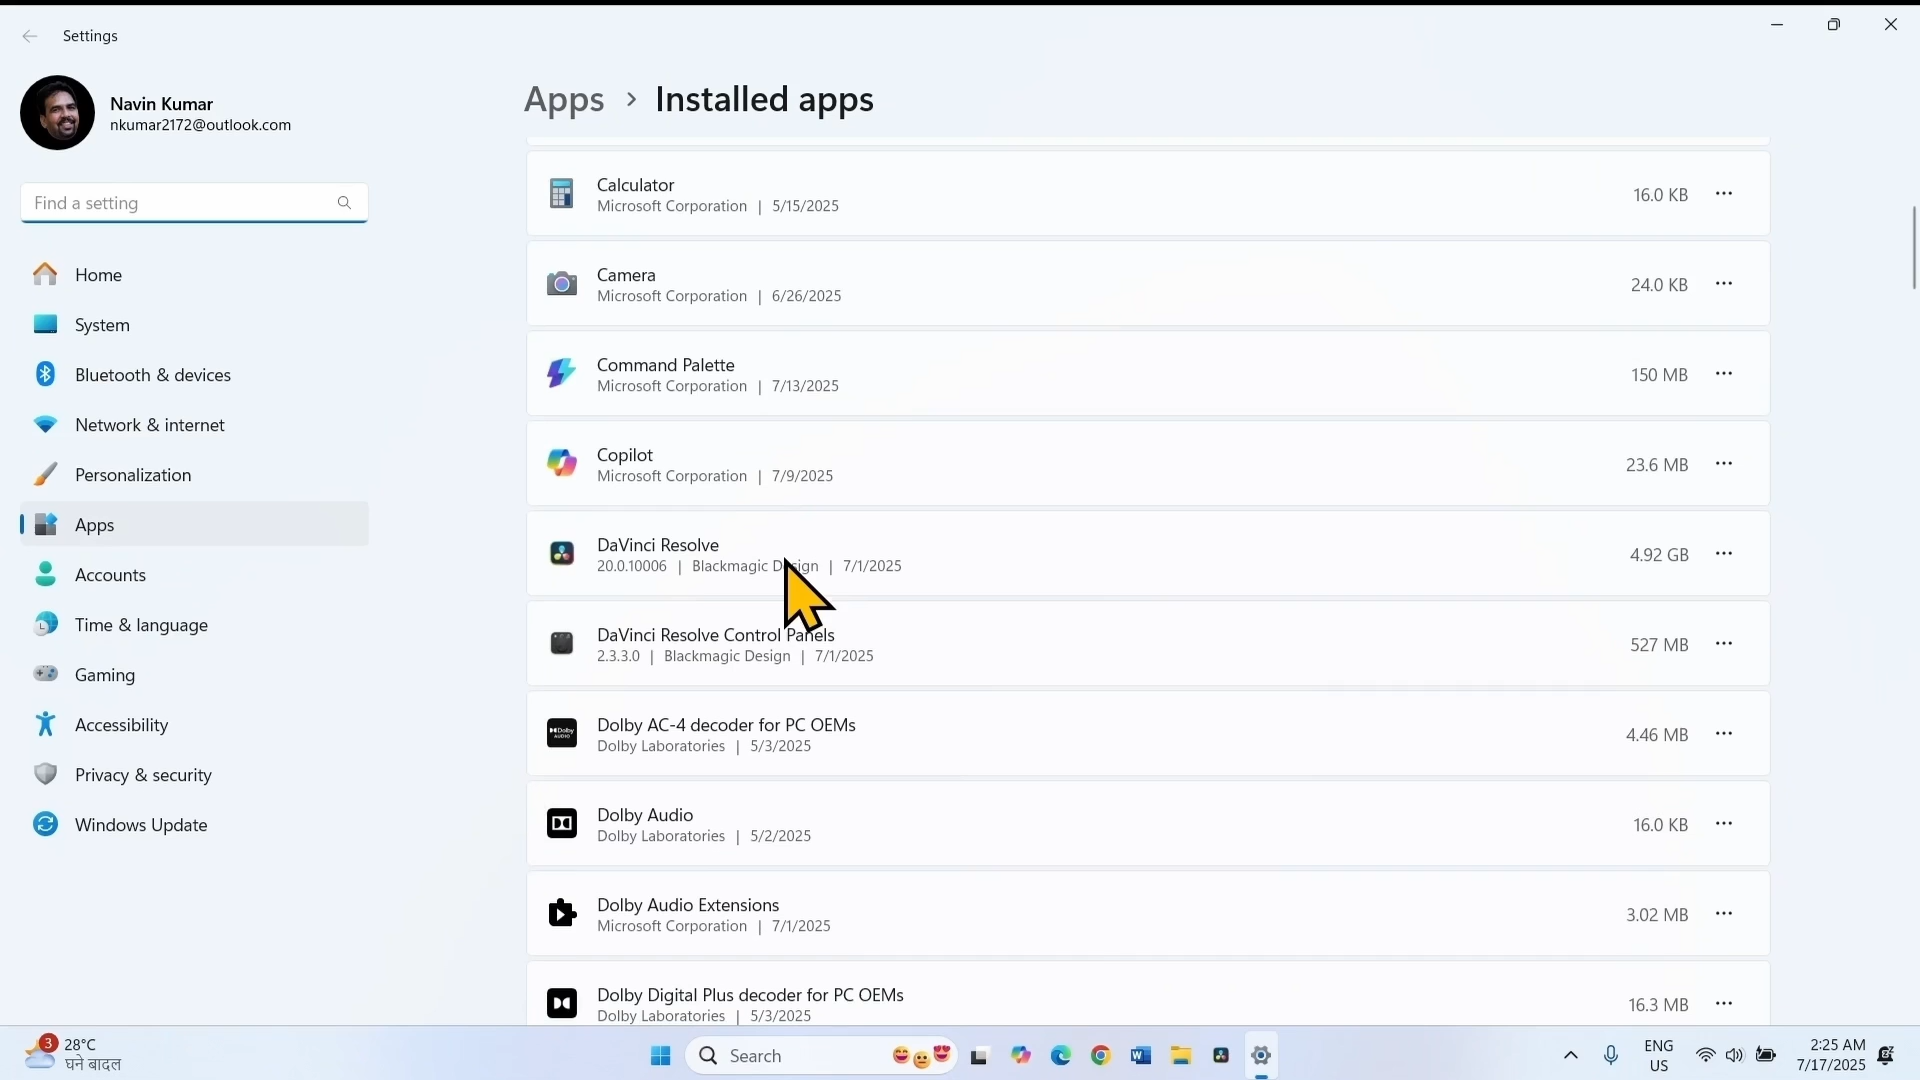 Settings
Navin Kumar
nkumar2172@outlook.com
Find a setting
Home
System
Bluetooth & devices
Network & internet
Personalization
Apps
Accounts
Time & language
Gaming
Accessibility
Privacy & security
Windows Update
Apps > Installed apps
Calculator
Microsoft Corporation | 5/15/2025
16.0 KB
Camera
Microsoft Corporation | 6/26/2025
24.0 KB
Command Palette
Microsoft Corporation | 7/13/2025
150 MB
Copilot
Microsoft Corporation | 7/9/2025
23.6 MB
DaVinci Resolve
20.0.10006 | Blackmagic Design | 7/1/2025
4.92 GB
DaVinci Resolve Control Panels
2.3.3.0 | Blackmagic Design | 7/1/2025
527 MB
Dolby AC-4 decoder for PC OEMs
Dolby Laboratories | 5/3/2025
4.46 MB
Dolby Audio
Dolby Laboratories | 5/2/2025
16.0 KB
Dolby Audio Extensions
Microsoft Corporation | 7/1/2025
3.02 MB
Dolby Digital Plus decoder for PC OEMs
Dolby Laboratories | 5/3/2025
16.3 MB
3
28°C
घने बादल
Search
ENG
US
2:25 AM
7/17/2025